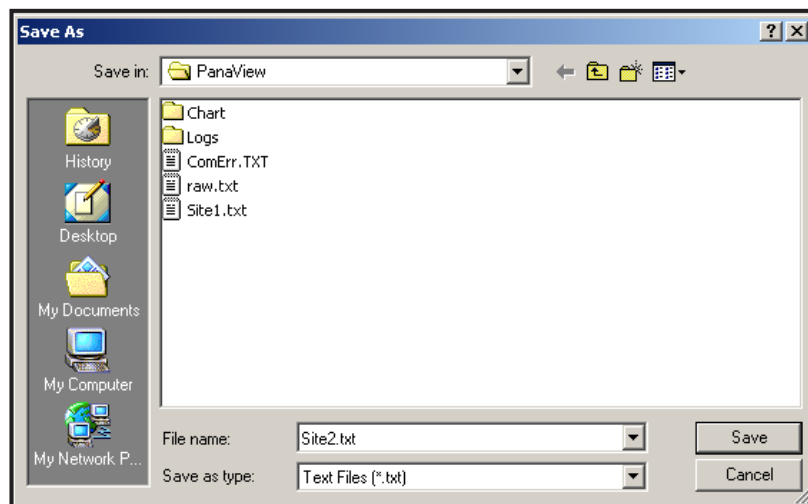 Save As
Save in:
PanaView
Chart
Logs
ComErr.TXT
raw.txt
Site1.txt
History
Desktop
My Documents
My Computer
My Network P...
File name:
Site2.txt
Save
Save as type:
Text Files (*.txt)
Cancel